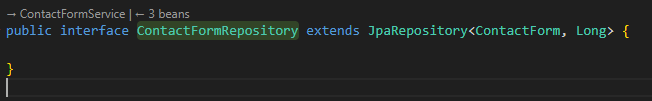 → ContactFormService | ← 3 beans
public interface ContactFormRepository extends JpaRepository<ContactForm, Long> {
}